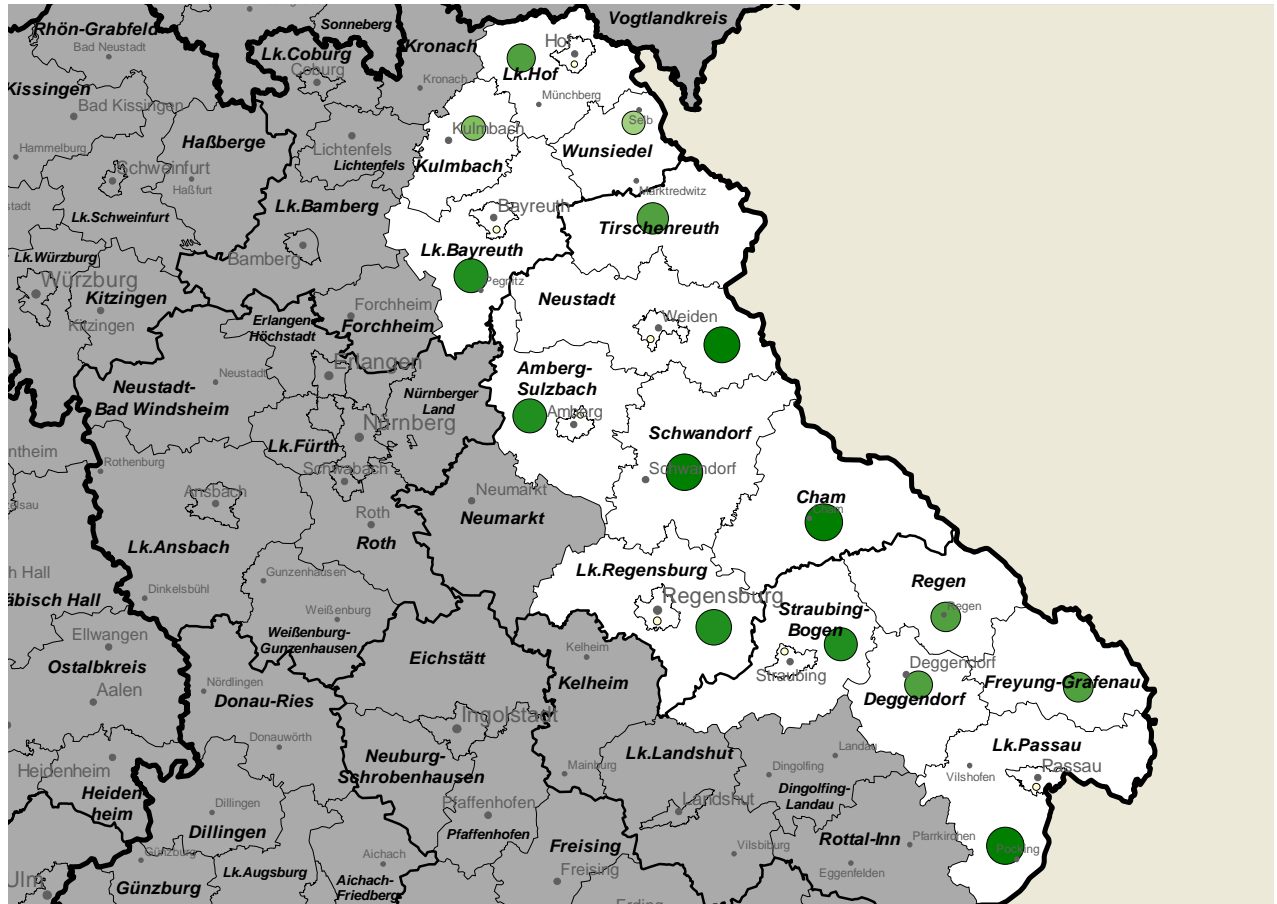 Rhön-Grabfeld
Bad Neustadt
Sonneberg
Vogtlandkreis
Lk.Coburg
Coburg
Kronach
Kronach
Hof
Lk.Hof
Münchberg
Kissingen
Bad Kissingen
Hammelburg
Haßberge
Haßfurt
Schweinfurt
Lk.Schweinfurt
stadt
Lichtenfels
Lichtenfels
Kulmbach
Kulmbach
Selb
Wunsiedel
Marktredwitz
Lk.Bamberg
Bamberg
Bayreuth
Lk.Bayreuth
Pegnitz
Tirschenreuth
Lk.Würzburg
Würzburg
Kitzingen
Kitzingen
Erlangen-
Höchstadt
Forchheim
Forchheim
Neustadt
Weiden
Erlangen
Neustadt
Neustadt-
Bad Windsheim
Nürnberger
Land
Nürnberg
Lk.Fürth
Schwabach
Amberg-
Sulzbach
Amberg
Schwandorf
Schwandorf
ntheim
Rothenburg
Ansbach
Lk.Ansbach
Roth
Roth
Neumarkt
Neumarkt
Cham
Cham
elsau
h Hall
äbisch Hall
Dinkelsbühl
Gunzenhausen
Weißenburg
Weißenburg-
Gunzenhausen
Lk.Regensburg
Regensburg
Straubing-
Bogen
Straubing
Regen
Regen
Deggendorf
Deggendorf
Freyung-Grafenau
Ellwangen
Ostalbkreis
Aalen
Nördlingen
Donau-Ries
Donauwörth
Eichstätt
Ingolstadt
Kelheim
Kelheim
Neuburg-
Schrobenhausen
Lk.Landshut
Landshut
Mainburg
Landau
Dingolfing
Dingolfing-
Landau
Lk.Passau
Passau
Vilshofen
Pocking
Heidenheim
Heiden
heim
Dillingen
Dillingen
Pfaffenhofen
Pfaffenhofen
Freising
Freising
Vilsbiburg
Rottal-Inn
Pfarrkirchen
Eggenfelden
Ulm
Günzburg
Günzburg
Lk.Augsburg
Aichach
Aichach-
Friedberg
Erding